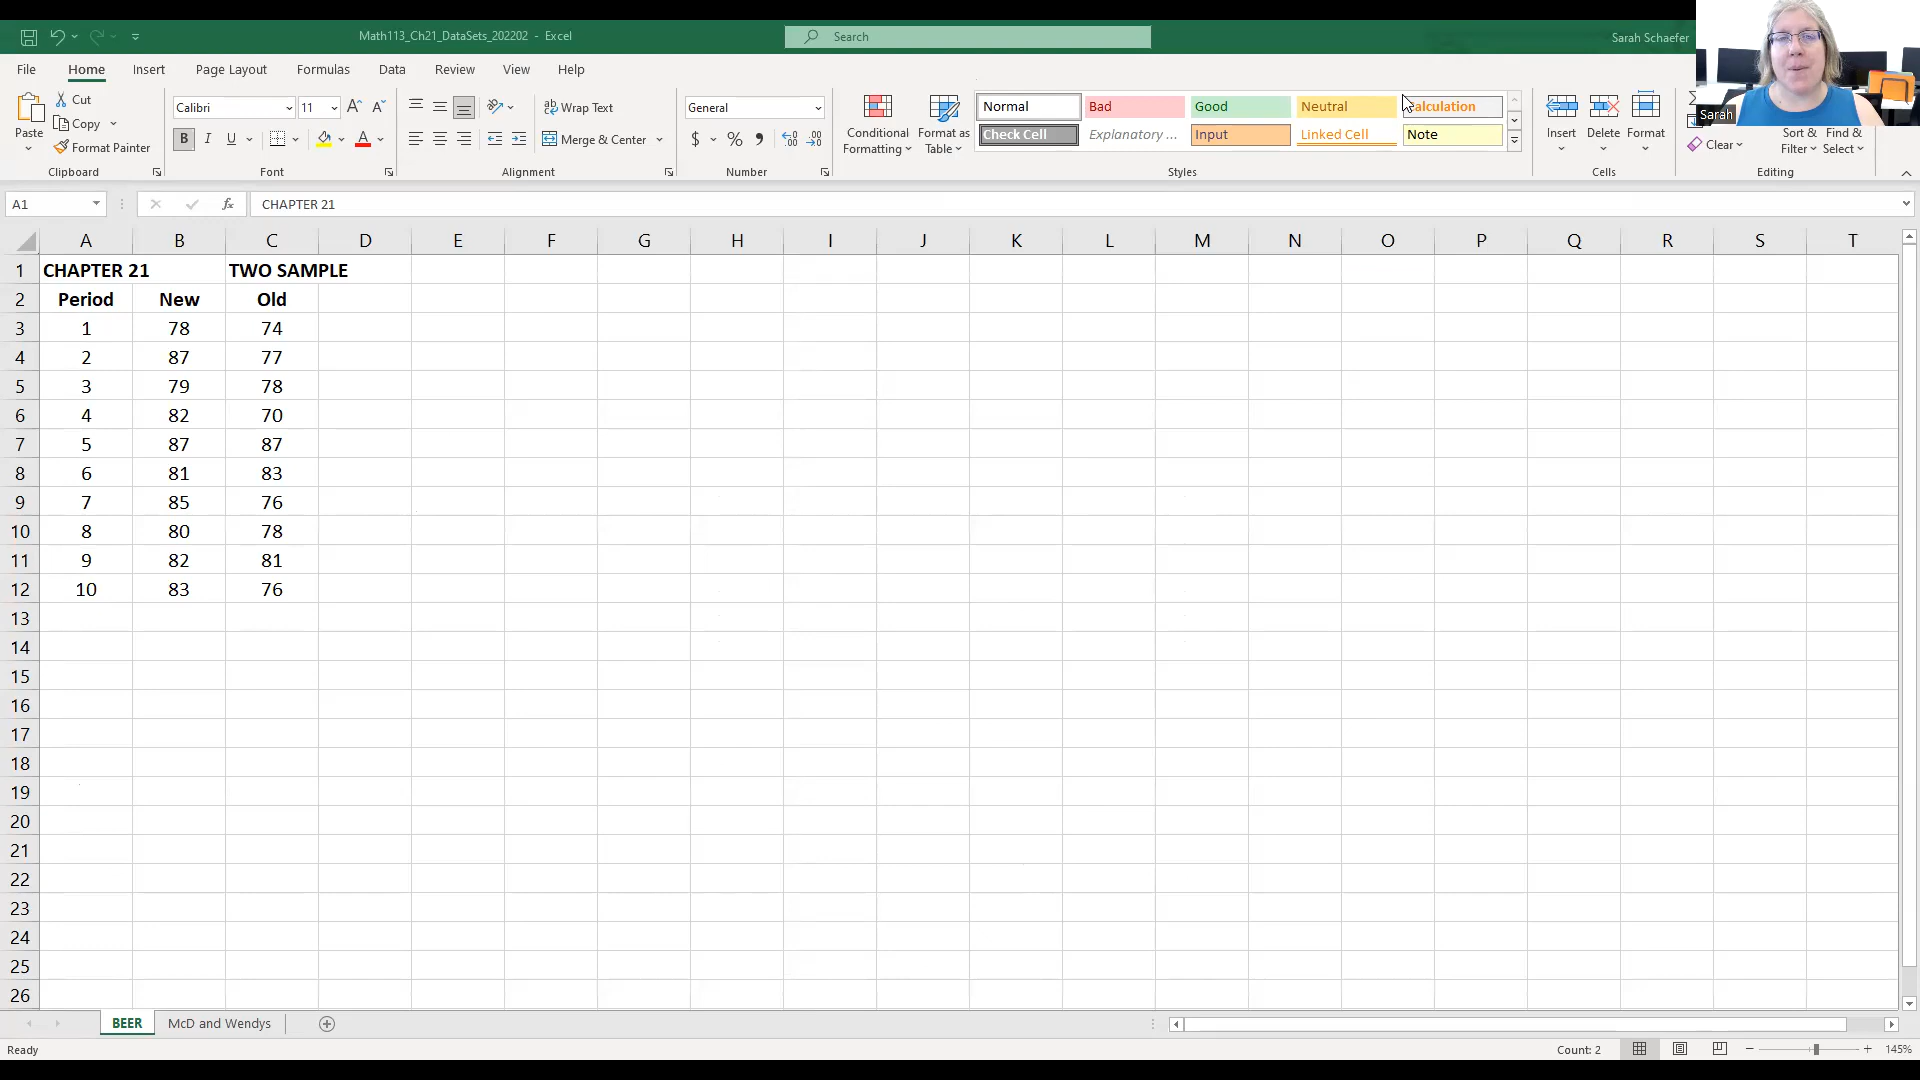 Math113_Ch21_DataSets_202202 - Excel
Search
Sarah Schaefer
File Home Insert Page Layout Formulas Data Review View Help
Sarah
Paste
Cut
Copy
Format Painter
Clipboard
Calibri 11
B I U
Font
Wrap Text
Merge & Center
Alignment
General
$ % ,
Number
Conditional Formatting
Format as Table
Normal Bad Good Neutral alculation
Check Cell Explanatory ... Input Linked Cell Note
Styles
Insert Delete Format
Cells
Clear
Sort & Filter
Find & Select
Editing
A1 fx CHAPTER 21
A B C D E F G H I J K L M N O P Q R S T
1 CHAPTER 21 TWO SAMPLE
2 Period New Old
3 1 78 74
4 2 87 77
5 3 79 78
6 4 82 70
7 5 87 87
8 6 81 83
9 7 85 76
10 8 80 78
11 9 82 81
12 10 83 76
13
14
15
16
17
18
19
20
21
22
23
24
25
26
BEER McD and Wendys
Ready Count: 2 145%